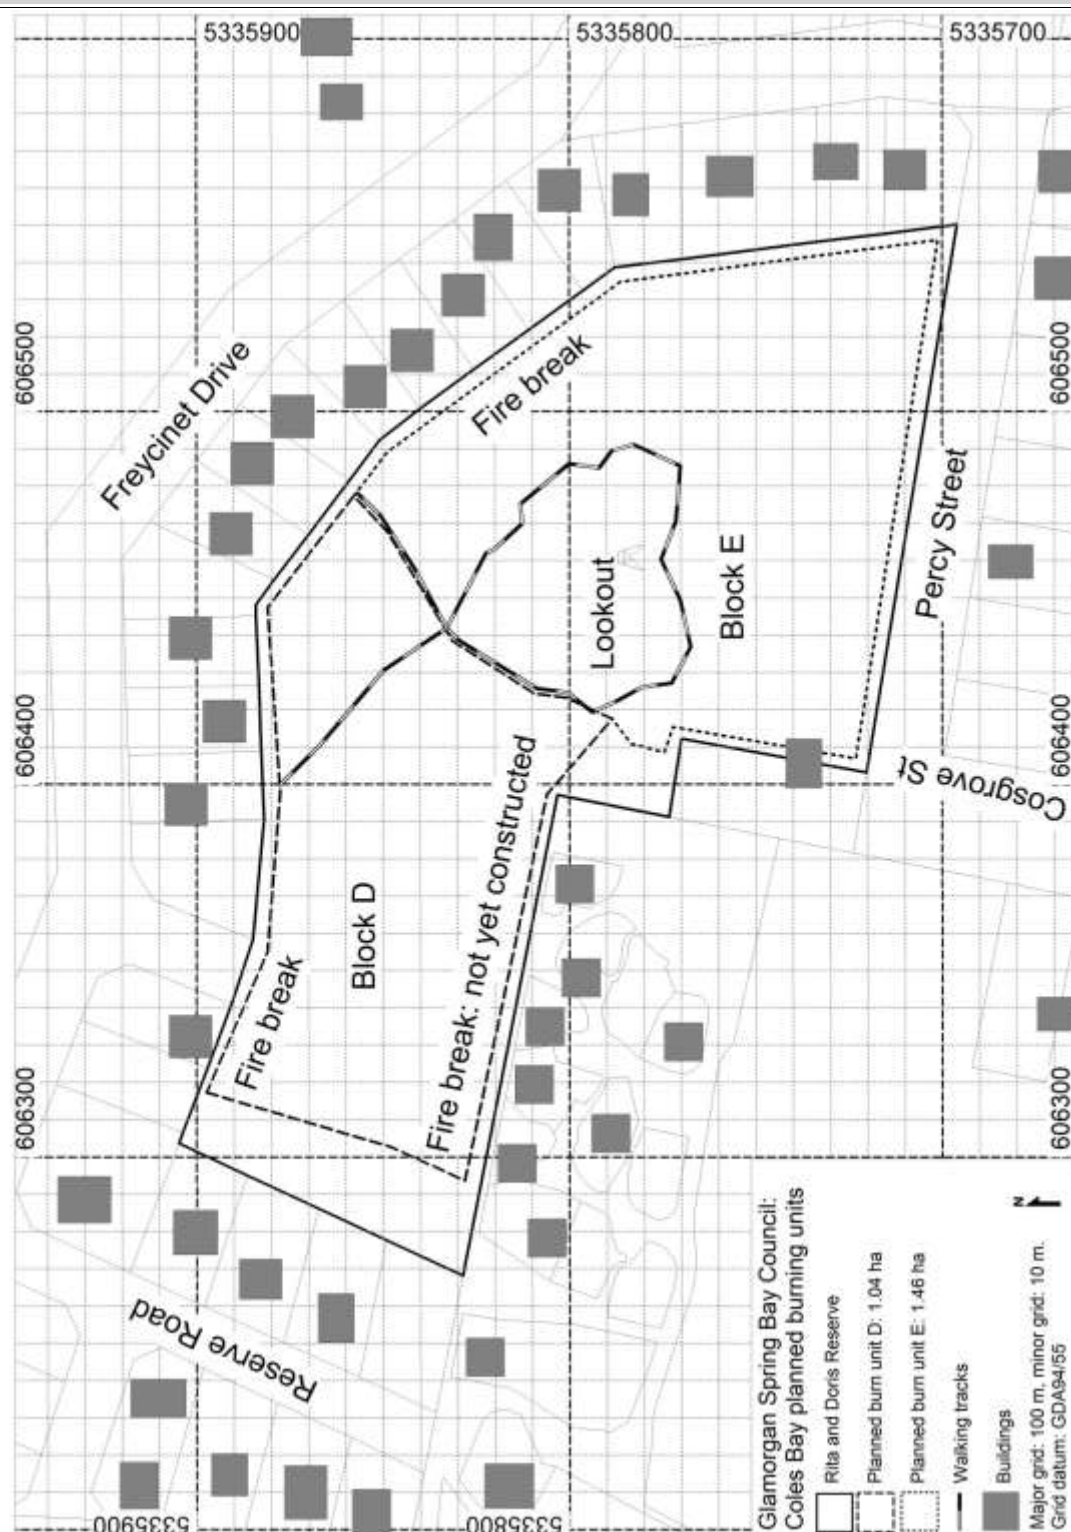 5335900
5335800
5335700
606500
606500
Freycinet Drive
Fire break
Percy Street
Lookout
Block E
606400
606400
Cosgrove St
Block D
Fire break: not yet constructed
Fire break
606300
606300
Reserve Road
Glamorgan Spring Bay Council:
Coles Bay planned burning units
Rita and Doris Reserve
Planned burn unit D: 1.04 ha
Planned burn unit E: 1.46 ha
Walking tracks
Buildings
Major grid: 100 m, minor grid: 10 m.
Grid datum: GDA94/55
N
5335900
5335800